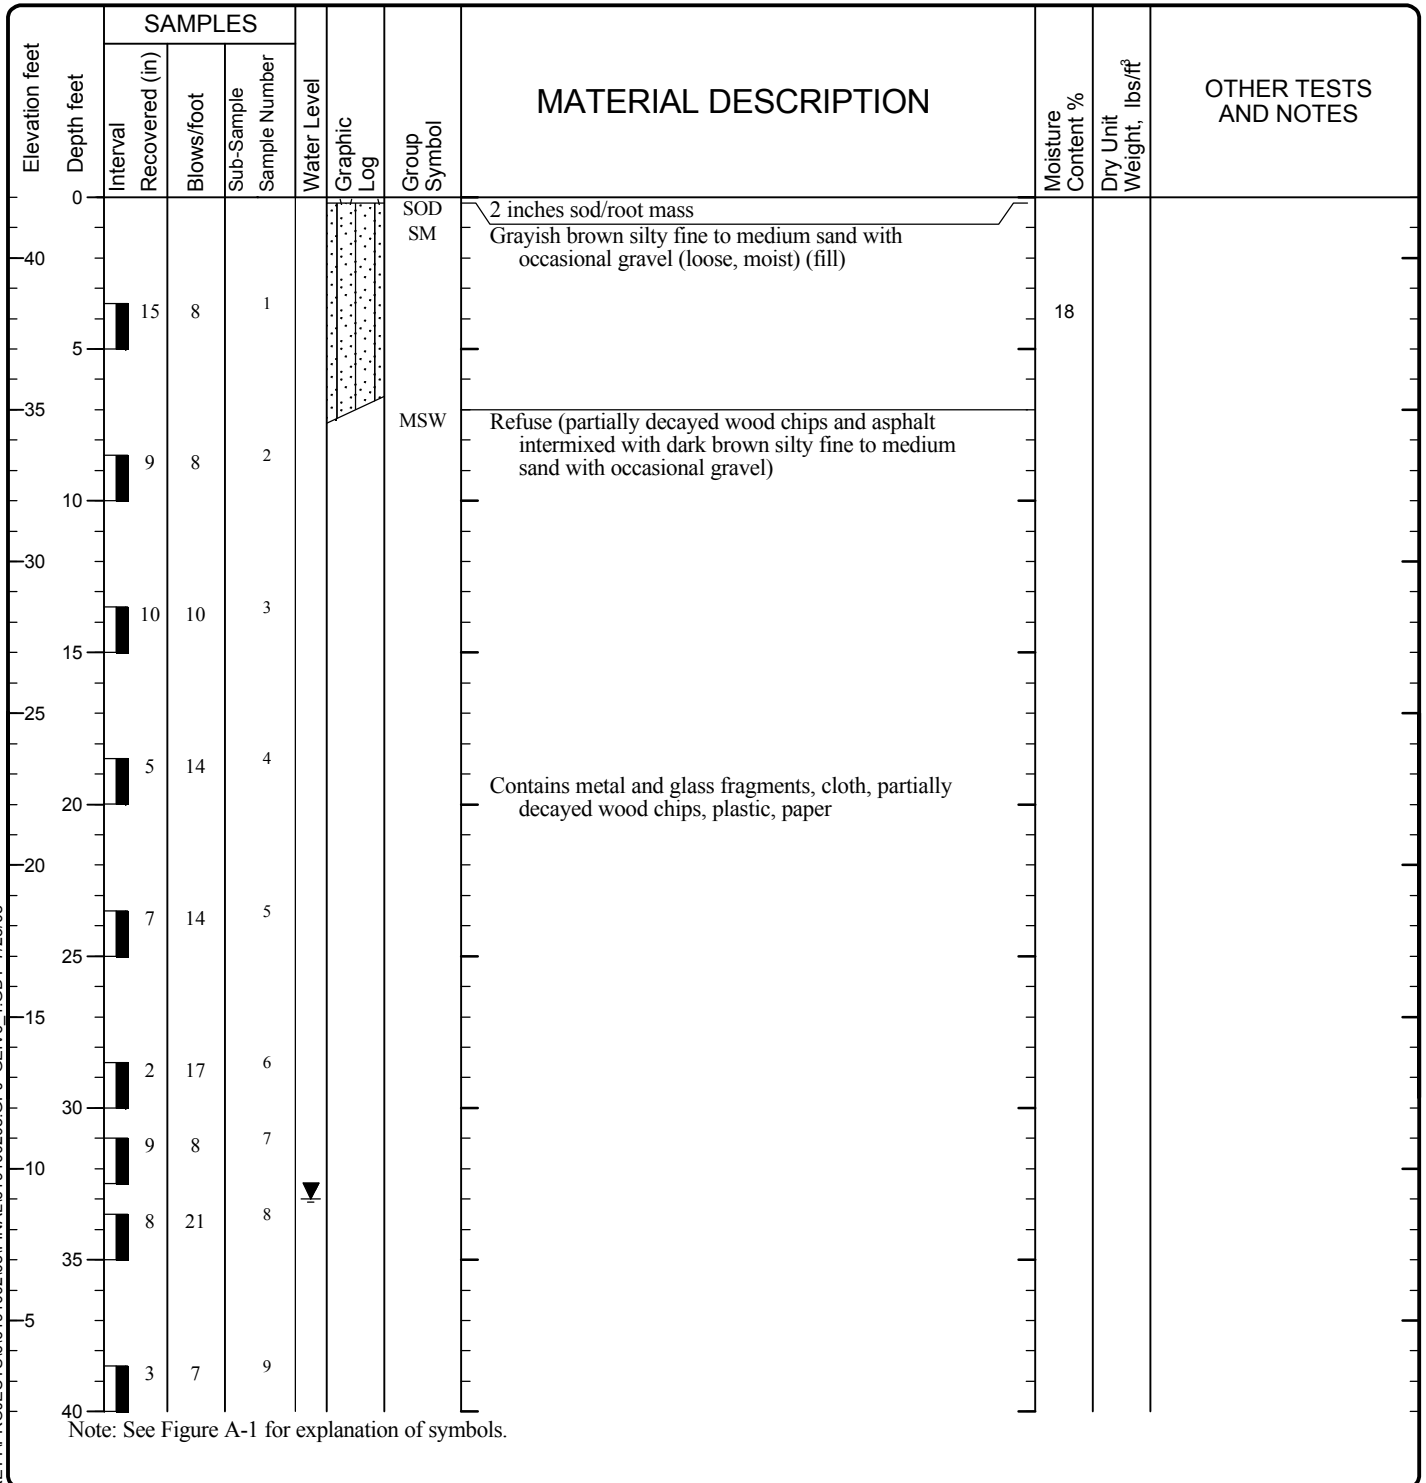 SAMPLES
Elevation feet
Depth feet
Interval
Recovered (in)
Blows/foot
Sub-Sample
Sample Number
Water Level
Graphic
Log
Group
Symbol
MATERIAL DESCRIPTION
Moisture
Content %
Dry Unit
Weight, lbs/ft³
OTHER TESTS
AND NOTES
0
SOD 2 inches sod/root mass
SM Grayish brown silty fine to medium sand with
40 occasional gravel (loose, moist) (fill)
15 8 1 18
5
35
MSW Refuse (partially decayed wood chips and asphalt
intermixed with dark brown silty fine to medium
9 8 2 sand with occasional gravel)
10
30
10 10 3
15
25
5 14 4
Contains metal and glass fragments, cloth, partially
20 decayed wood chips, plastic, paper
20
7 14 5
25
15
2 17 6
30
9 8 7
10
8 21 8
35
5
3 7 9
40
Note: See Figure A-1 for explanation of symbols.